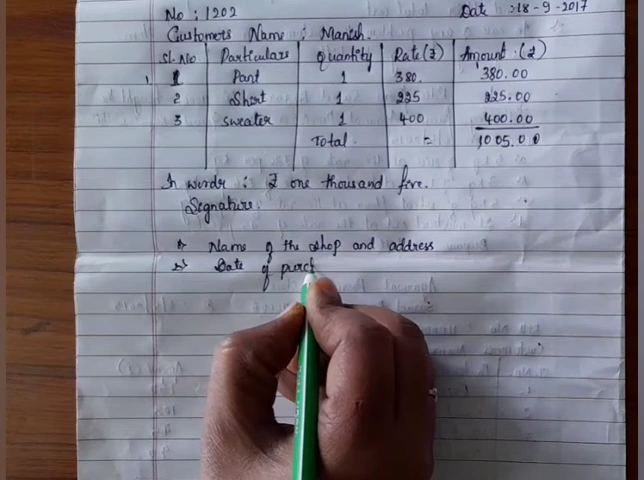 No : 1202 Date : 18-9-2017
Customers Name : Manish.
Sl. No Particulars Quantity Rate (₹) Amount : (₹)
1 Pant 1 380. 380.00
2 Shirt 1 225 225.00
3 sweater 1 400 400.00
Total. = 1005.00
In words : ₹ one thousand five.
Signature.
Name of the shop and address
Date of purch